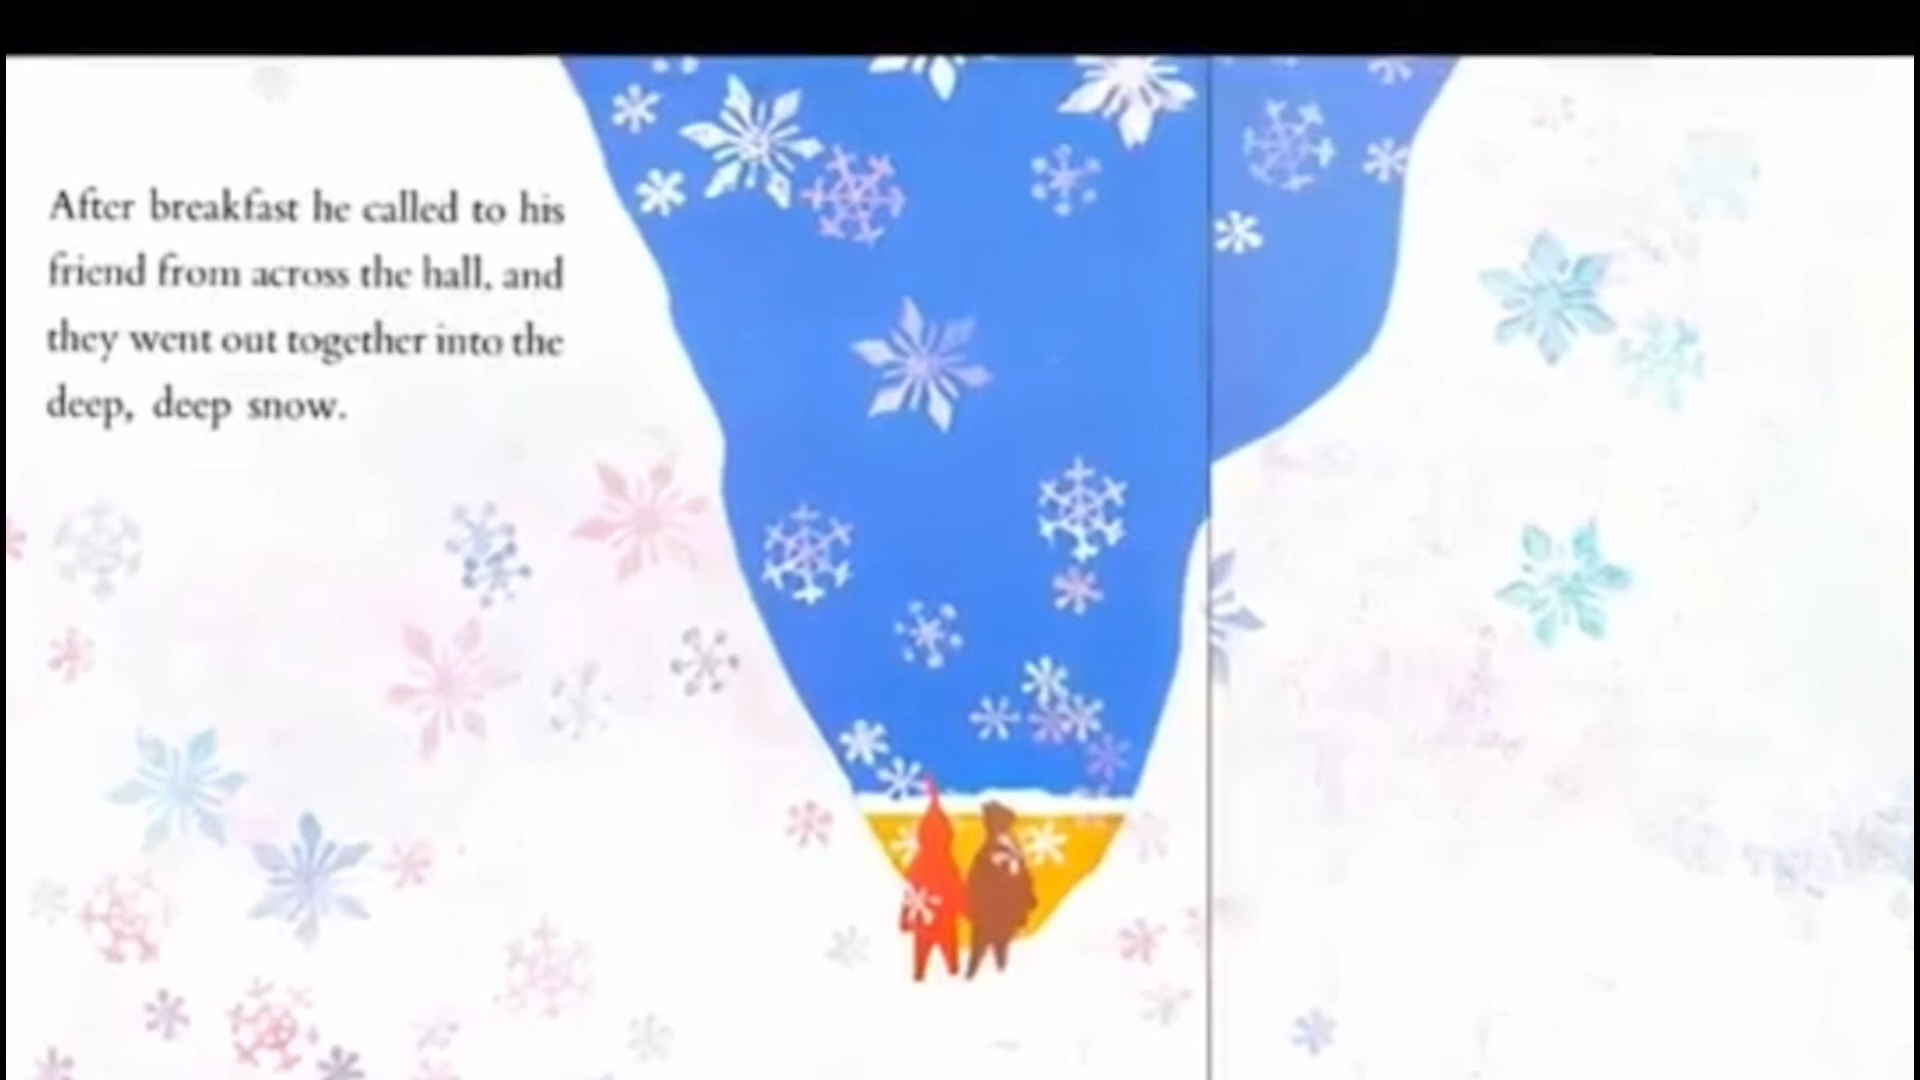 After breakfast he called to his
friend from across the hall, and
they went out together into the
deep, deep snow.